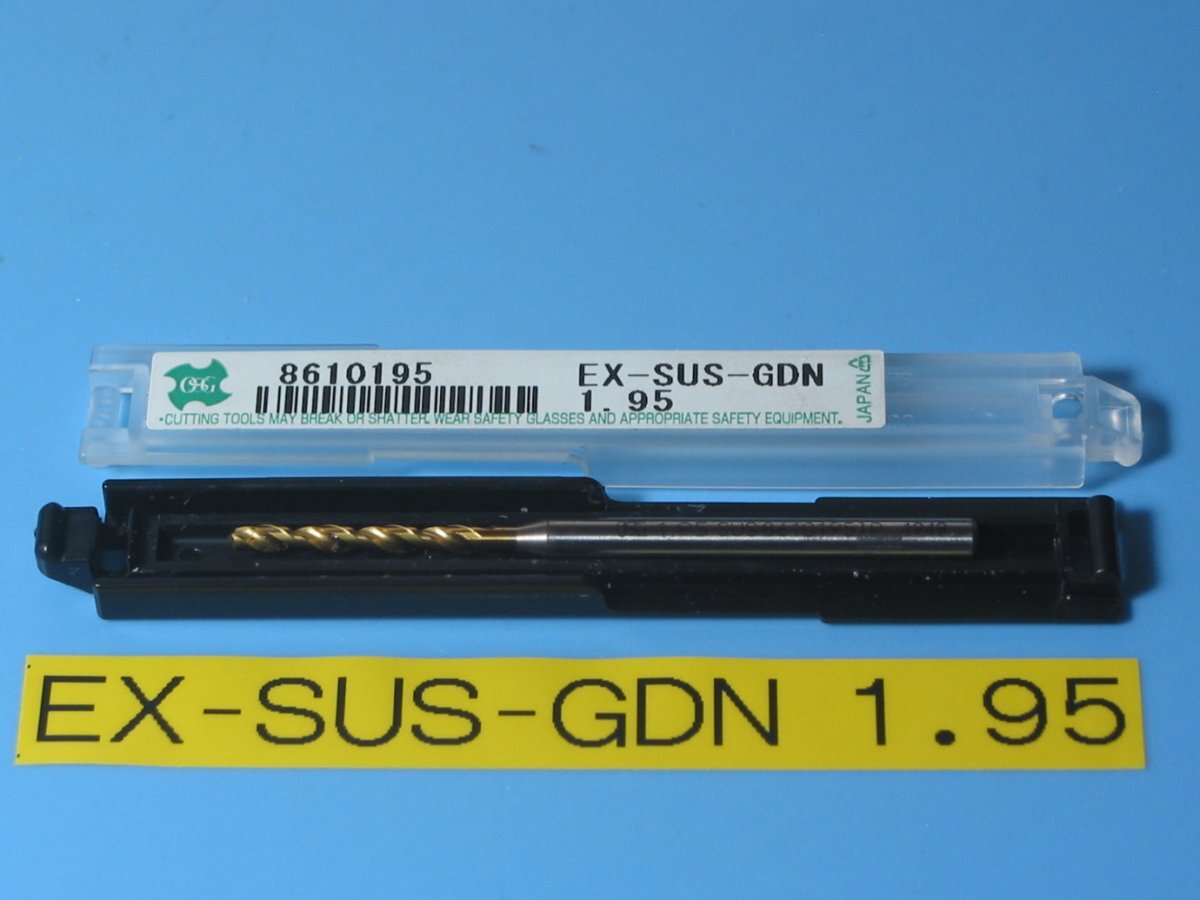 OSG
8610195 EX-SUS-GDN
1.95
•CUTTING TOOLS MAY BREAK OR SHATTER. WEAR SAFETY GLASSES AND APPROPRIATE SAFETY EQUIPMENT.
JAPAN
EX-SUS-GDN 1.95